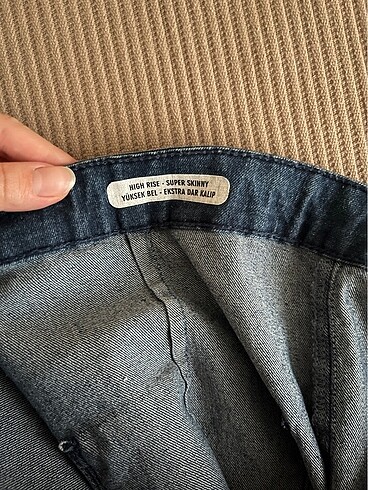 HIGH RISE - SUPER SKINNY
YÜKSEK BEL - EKSTRA DAR KALIP